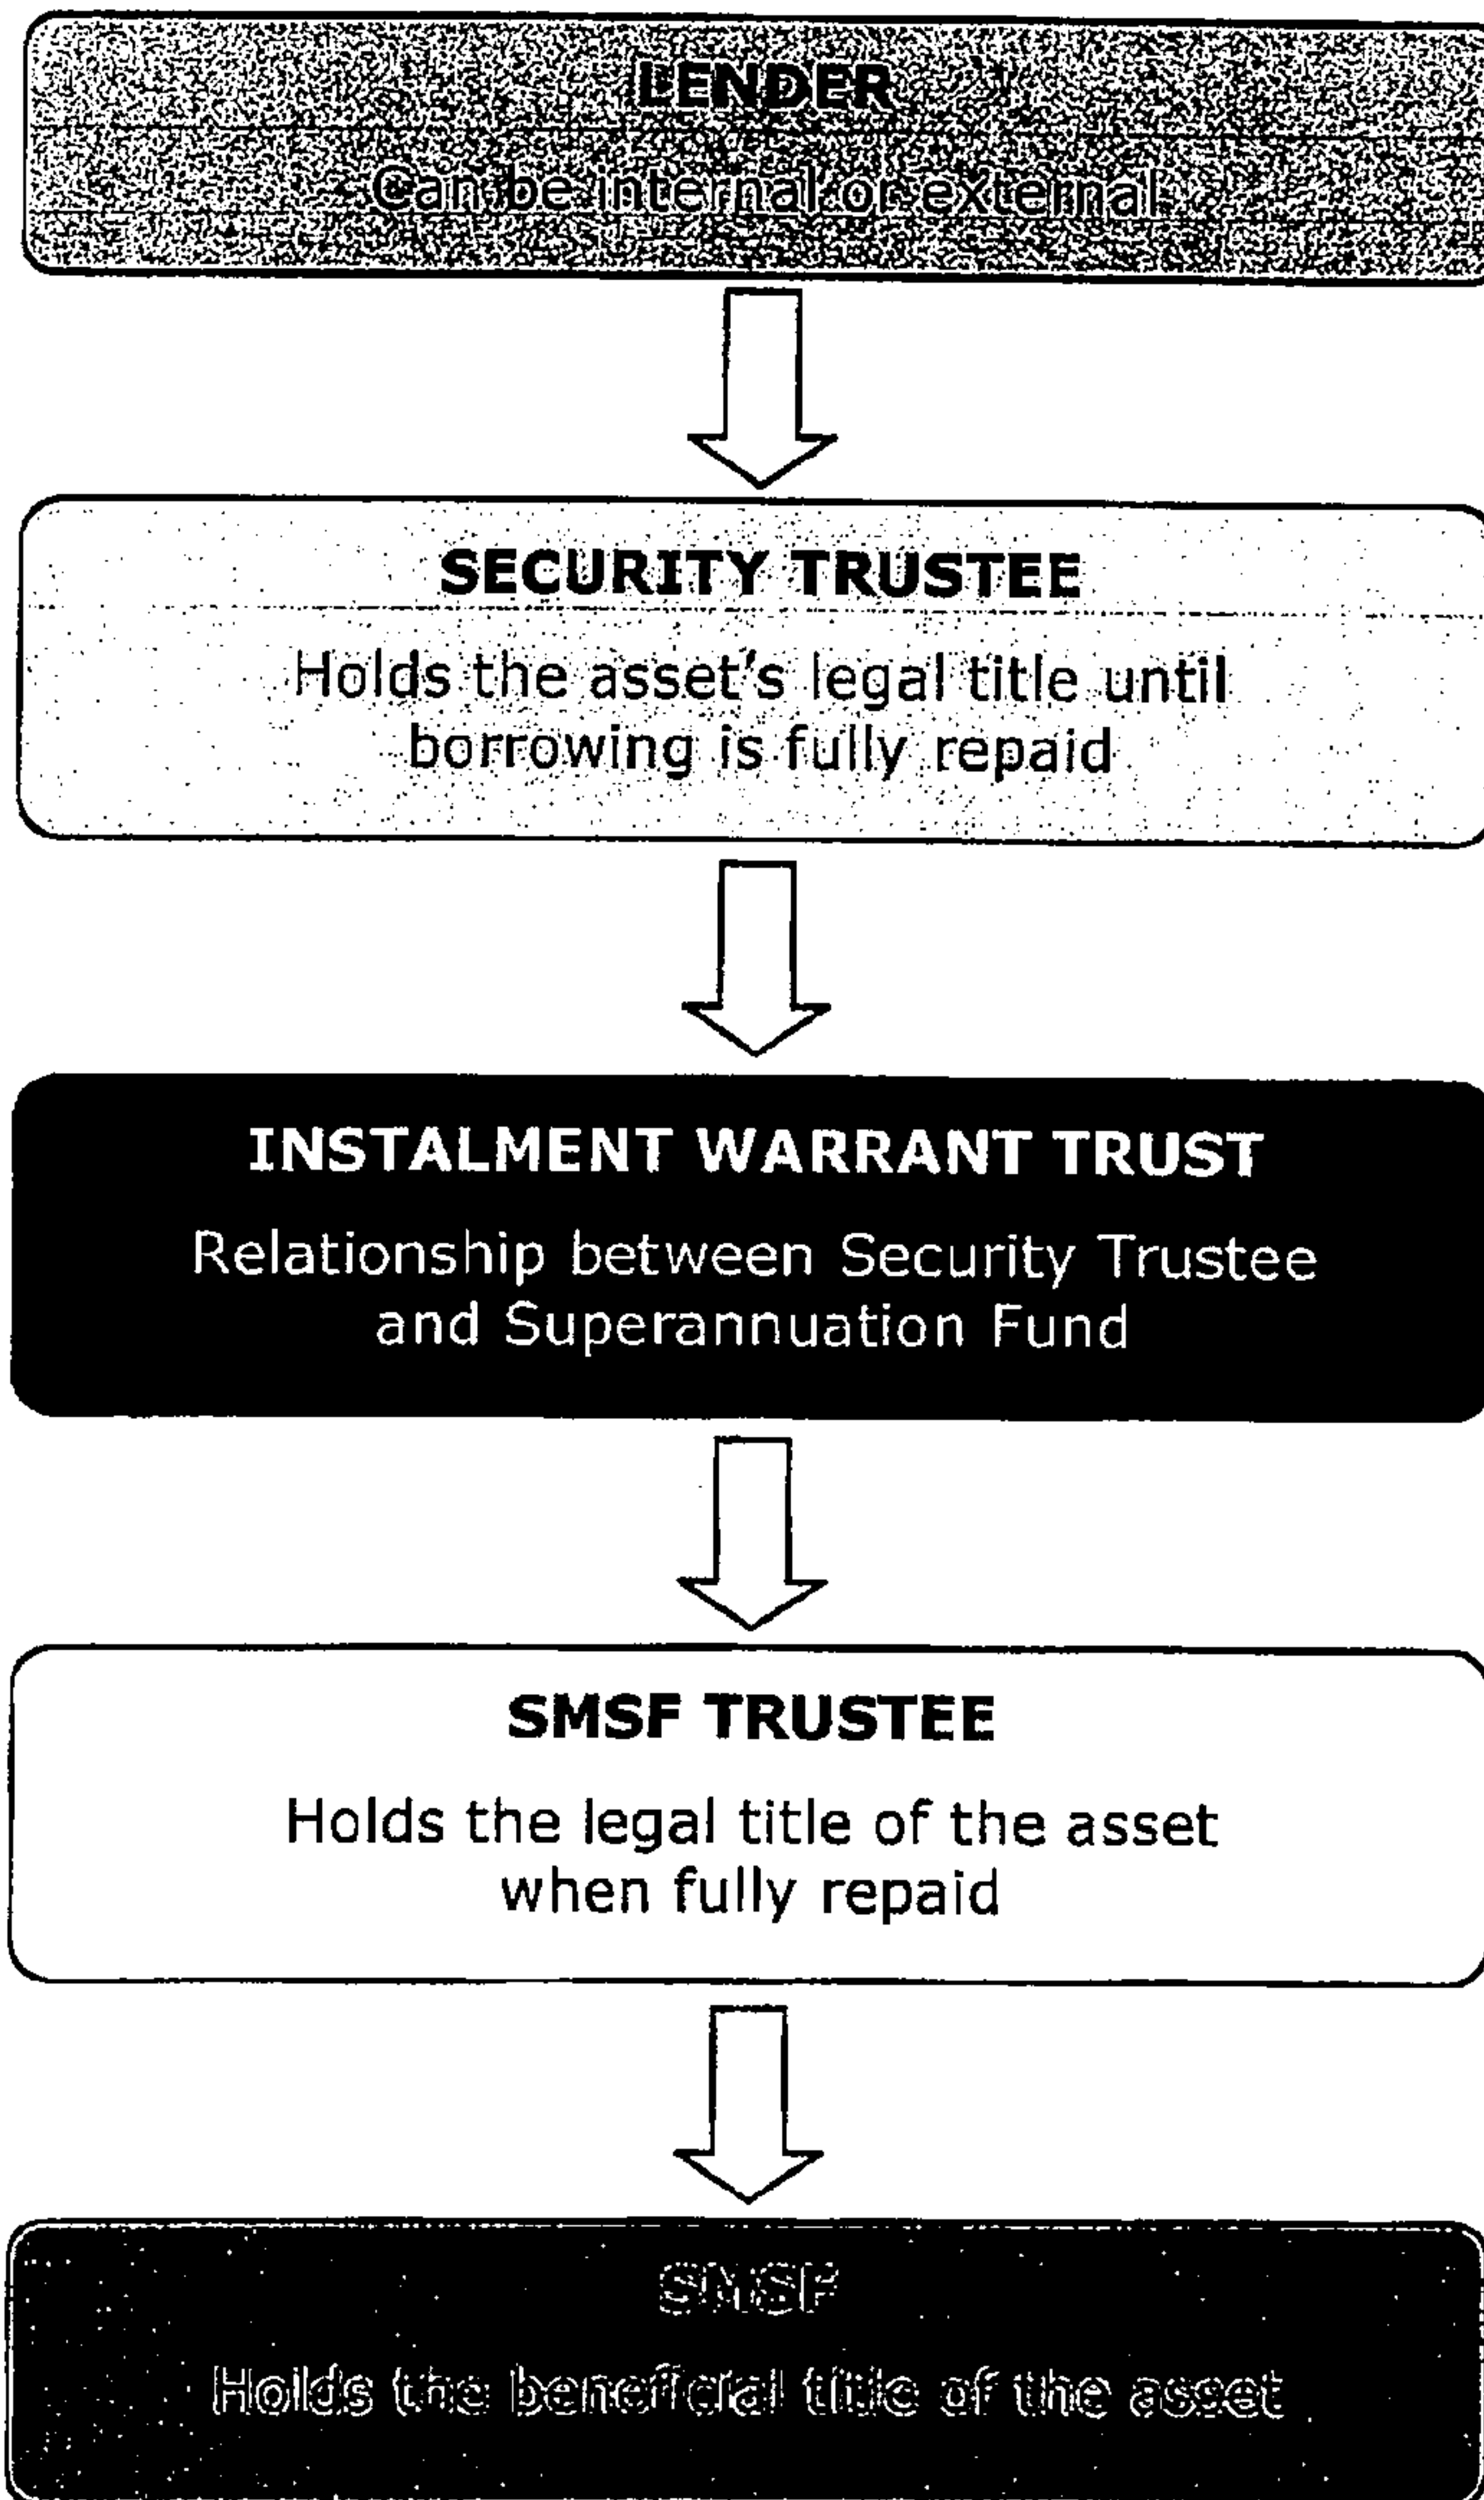 LENDER
Can be internal or external
SECURITY TRUSTEE
Holds the asset's legal title until
borrowing is fully repaid
INSTALMENT WARRANT TRUST
Relationship between Security Trustee
and Superannuation Fund
SMSF TRUSTEE
Holds the legal title of the asset
when fully repaid
SMSF
Holds the beneficial title of the asset